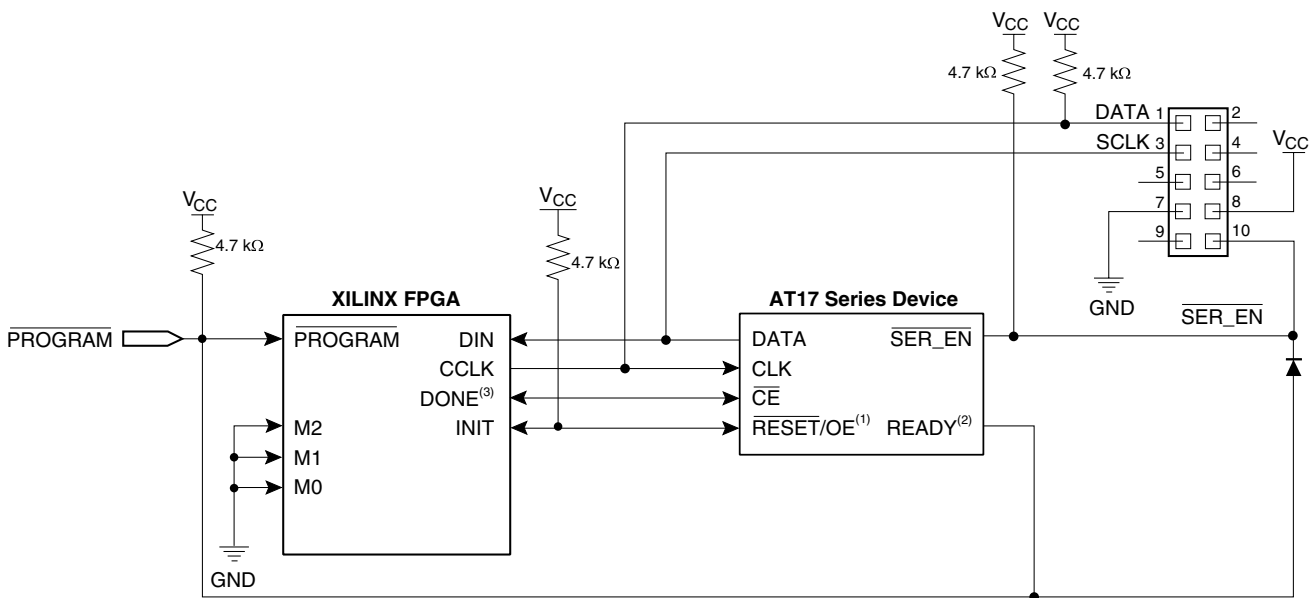 VCC VCC
4.7 kΩ 4.7 kΩ
DATA 1 2
SCLK 3 4
VCC
5 6
7 8
9 10
GND
SER_EN
VCC
4.7 kΩ
VCC
4.7 kΩ
XILINX FPGA
AT17 Series Device
PROGRAM
PROGRAM DIN
CCLK
DONE(3)
INIT
M2
M1
M0
GND
DATA SER_EN
CLK
CE
RESET/OE(1) READY(2)